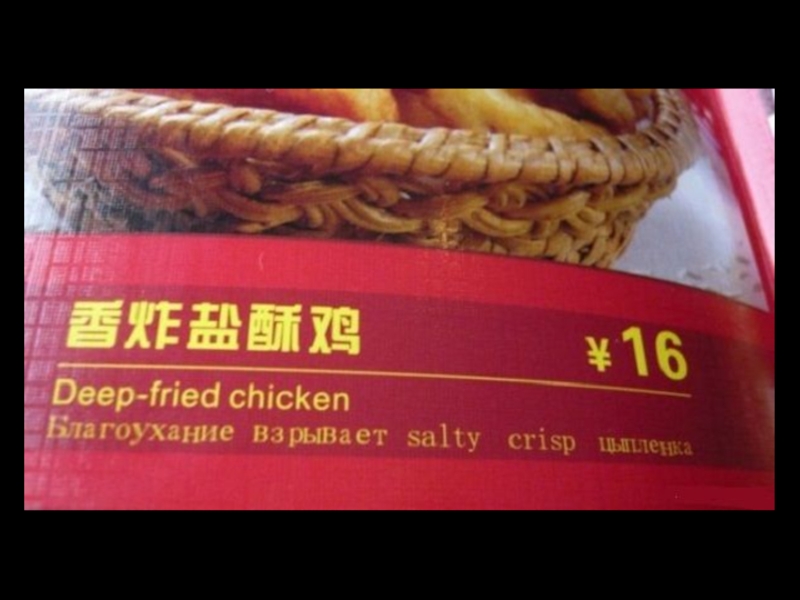 香炸盐酥鸡
¥16
Deep-fried chicken
Благоухание взрывает salty crisp цыпленка